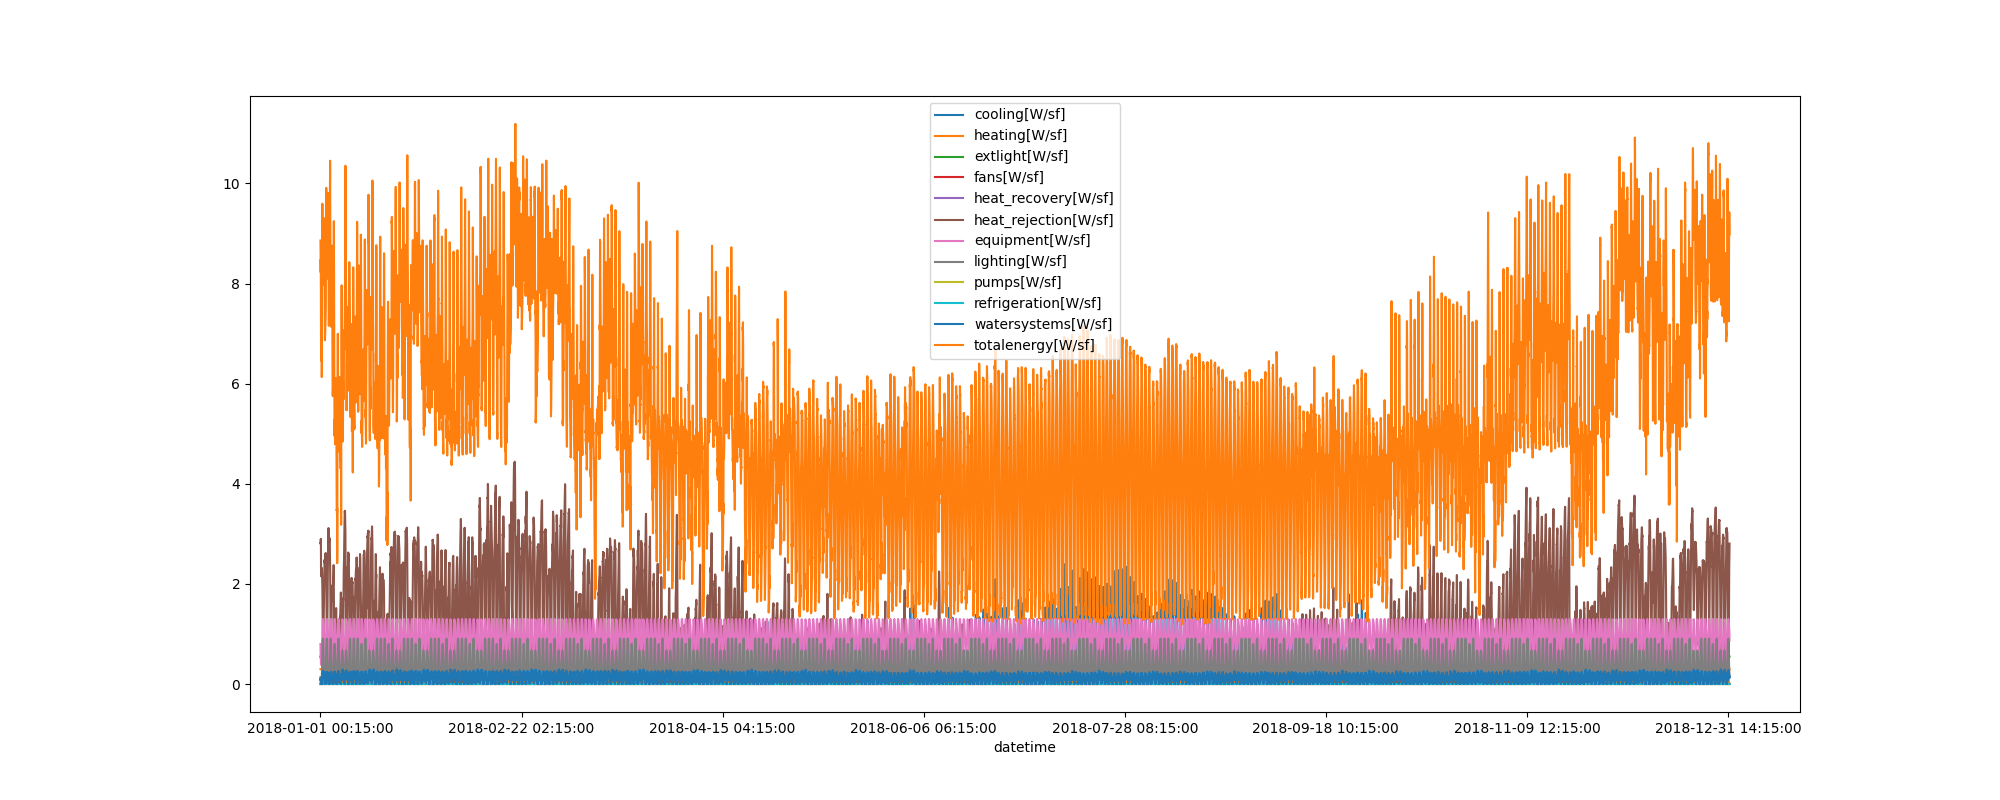 cooling[W/sf]
heating[W/sf]
extlight[W/sf]
fans[W/sf]
heat_recovery[W/sf]
heat_rejection[W/sf]
equipment[W/sf]
lighting[W/sf]
pumps[W/sf]
refrigeration[W/sf]
watersystems[W/sf]
totalenergy[W/sf]
10
8
6
4
2
0
2018-01-01 00:15:00 2018-02-22 02:15:00 2018-04-15 04:15:00 2018-06-06 06:15:00 2018-07-28 08:15:00 2018-09-18 10:15:00 2018-11-09 12:15:00 2018-12-31 14:15:00
datetime